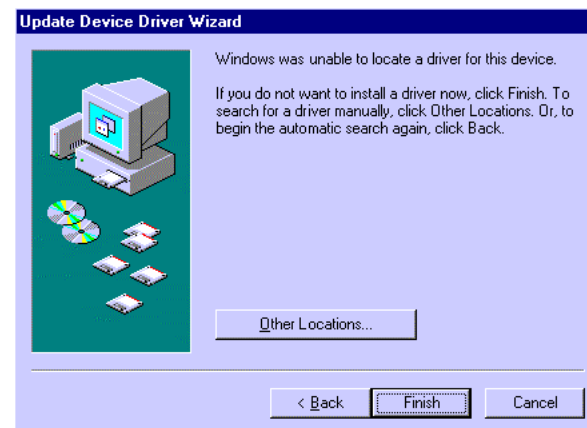 Update Device Driver Wizard
Windows was unable to locate a driver for this device.
If you do not want to install a driver now, click Finish. To
search for a driver manually, click Other Locations. Or, to
begin the automatic search again, click Back.
Other Locations...
< Back
Finish
Cancel